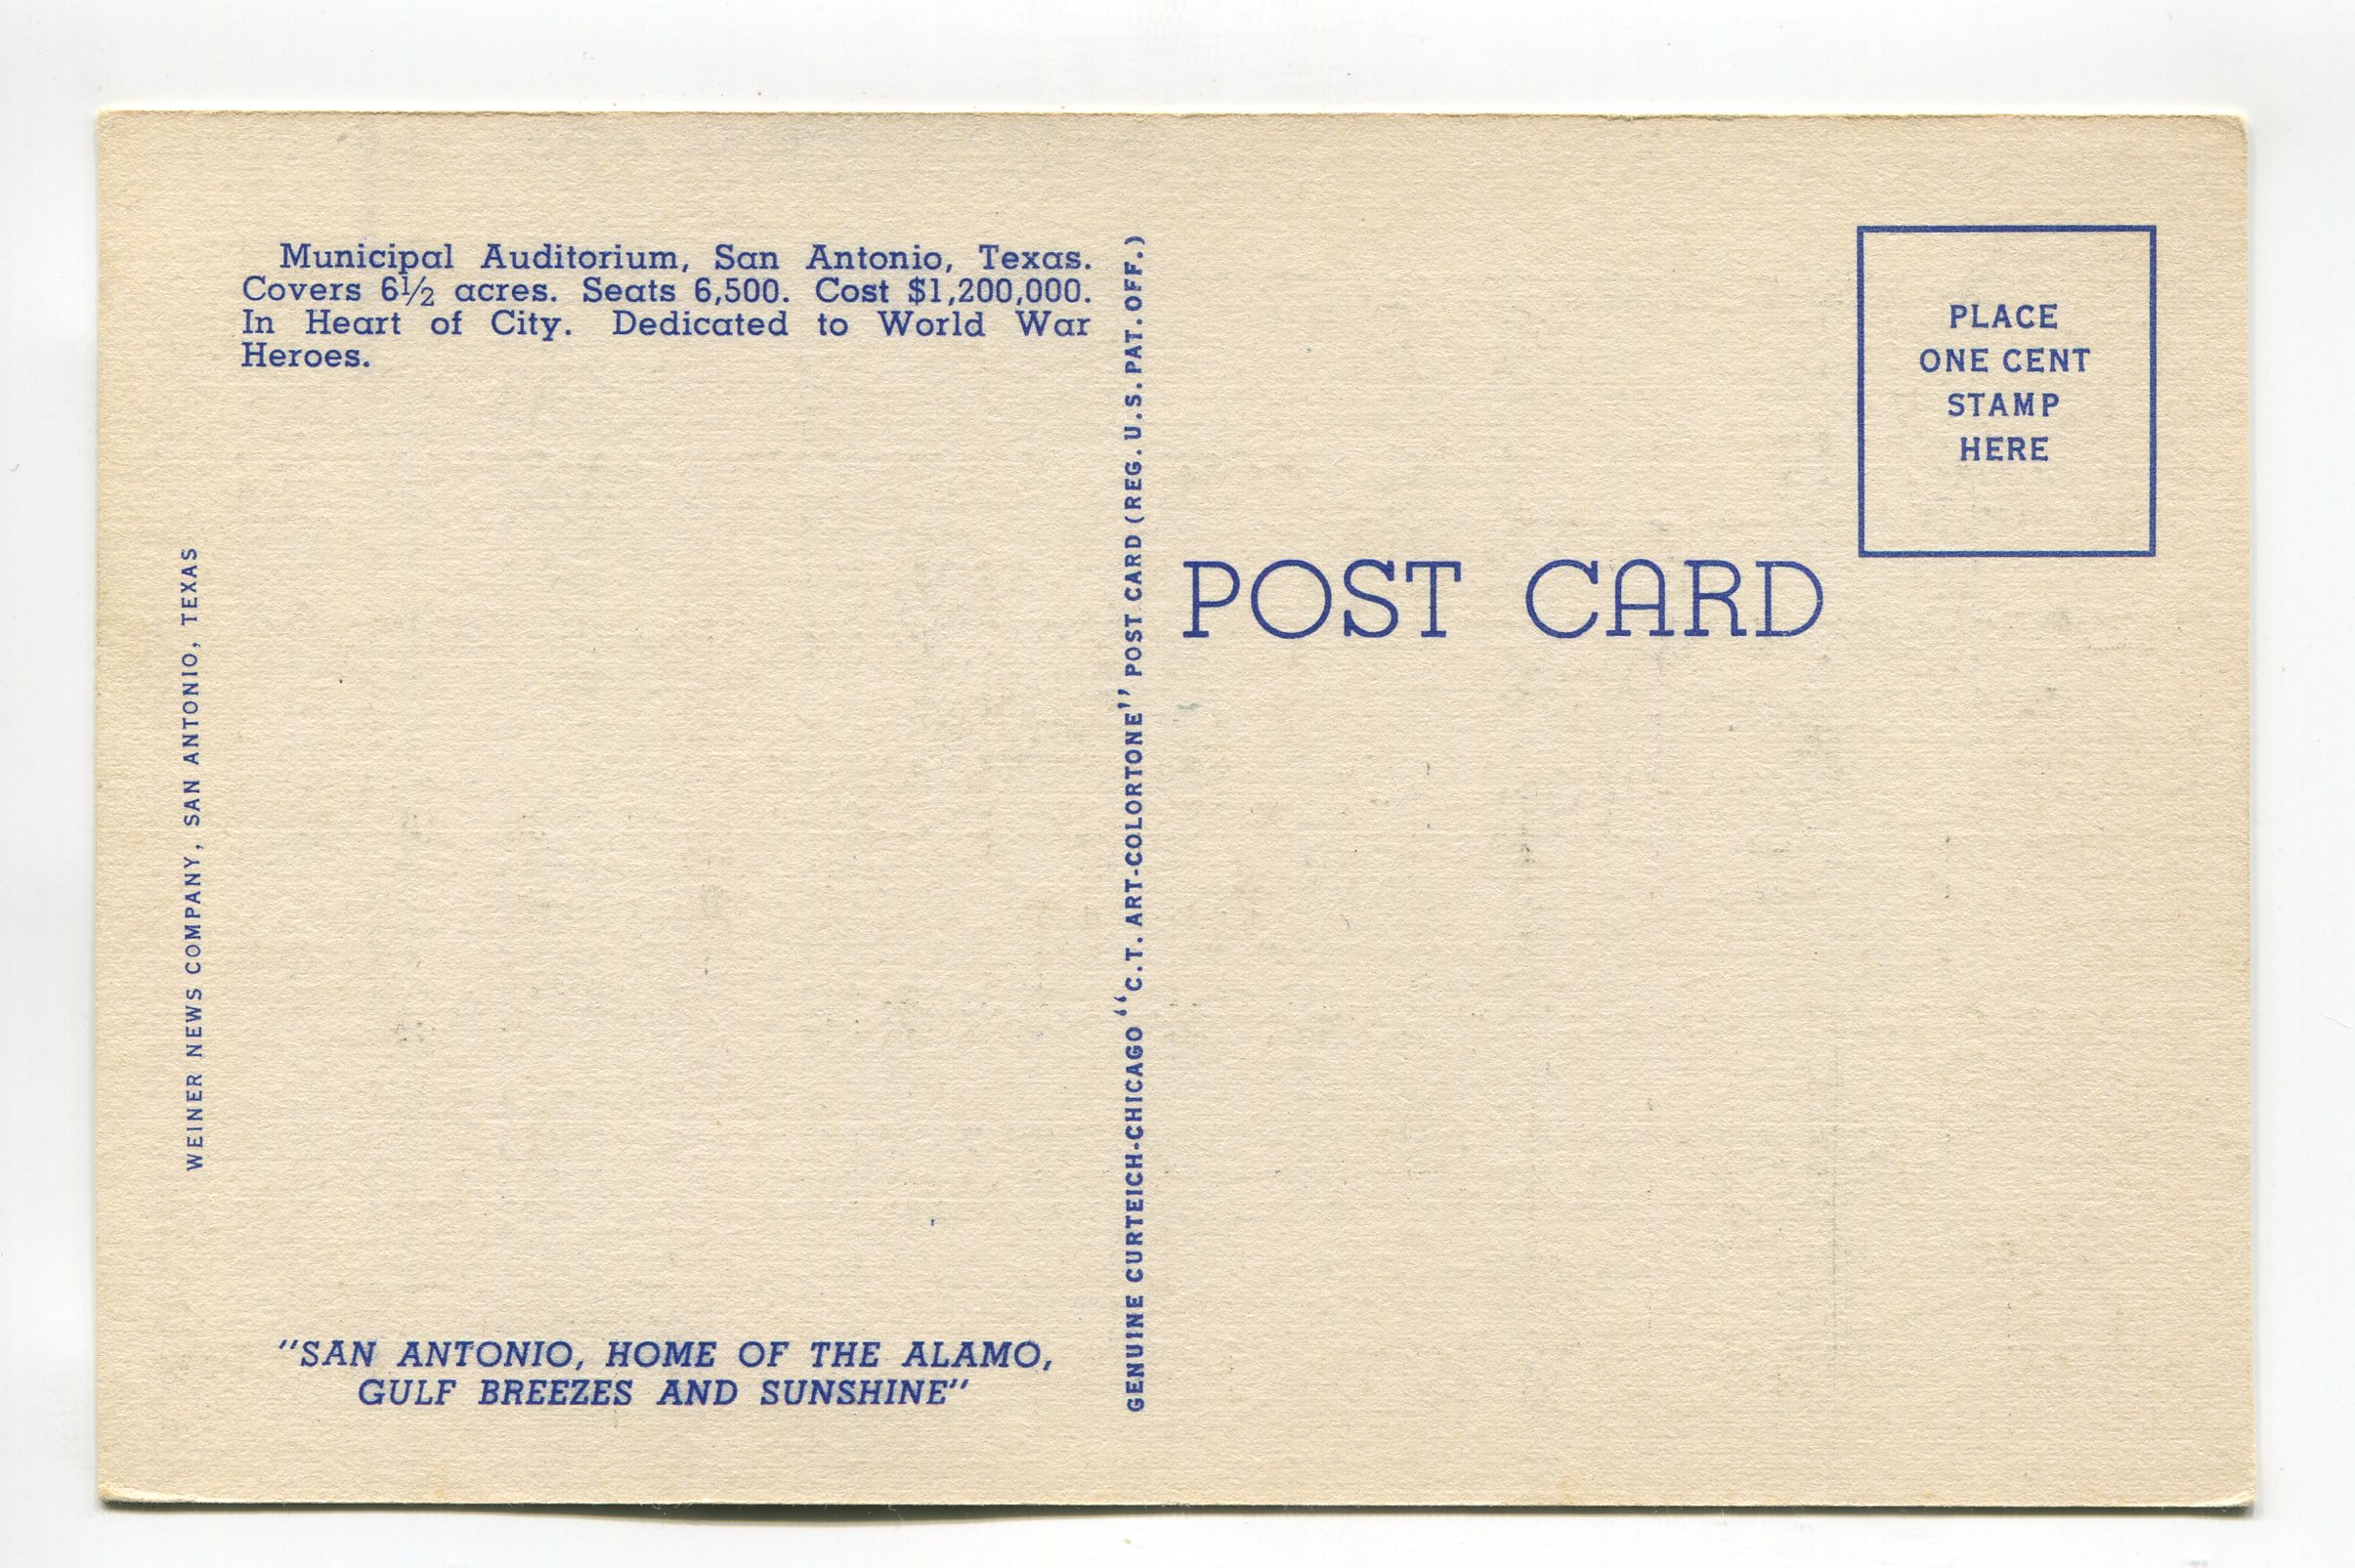 Municipal Auditorium, San Antonio, Texas.
Covers 6½ acres. Seats 6,500. Cost $1,200,000.
In Heart of City. Dedicated to World War
Heroes.
WEINER NEWS COMPANY, SAN ANTONIO, TEXAS
"SAN ANTONIO, HOME OF THE ALAMO,
GULF BREEZES AND SUNSHINE"
GENUINE CURTEICH-CHICAGO "C.T. ART-COLORTONE" POST CARD (REG. U.S. PAT. OFF.)
PLACE
ONE CENT
STAMP
HERE
POST CARD